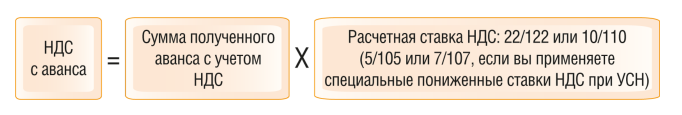 НДС
с аванса
=
Сумма полученного
аванса с учетом
НДС
X
Расчетная ставка НДС: 22/122 или 10/110
(5/105 или 7/107, если вы применяете
специальные пониженные ставки НДС при УСН)